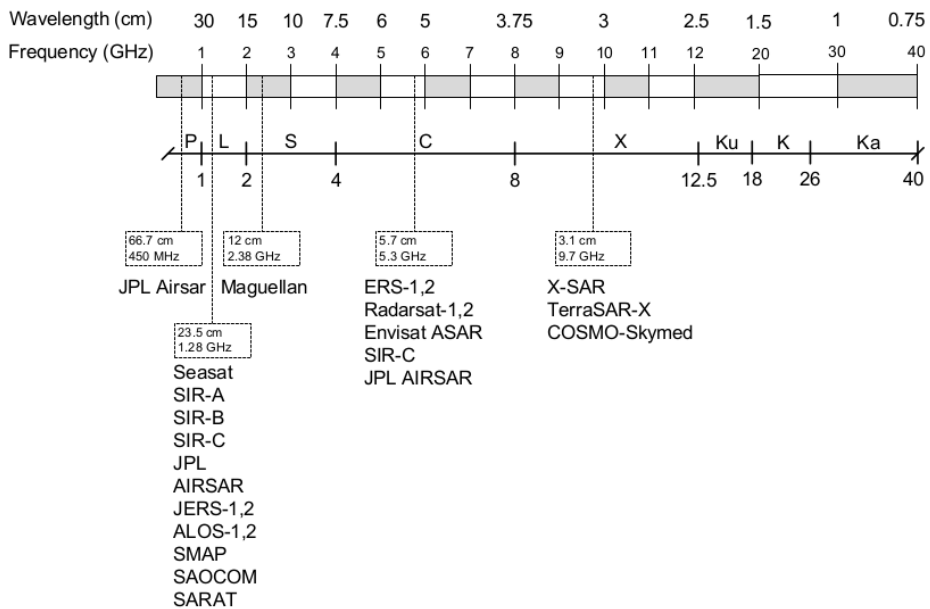 Wavelength (cm) 30 15 10 7.5 6 5 3.75 3 2.5 1.5 1 0.75
Frequency (GHz) 1 2 3 4 5 6 7 8 9 10 11 12 20 30 40
P L S C X Ku K Ka
1 2 4 8 12.5 18 26 40
66.7 cm
450 MHz
JPL Airsar
12 cm
2.38 GHz
Maguellan
5.7 cm
5.3 GHz
ERS-1,2
Radarsat-1,2
Envisat ASAR
SIR-C
JPL AIRSAR
3.1 cm
9.7 GHz
X-SAR
TerraSAR-X
COSMO-Skymed
23.5 cm
1.28 GHz
Seasat
SIR-A
SIR-B
SIR-C
JPL
AIRSAR
JERS-1,2
ALOS-1,2
SMAP
SAOCOM
SARAT